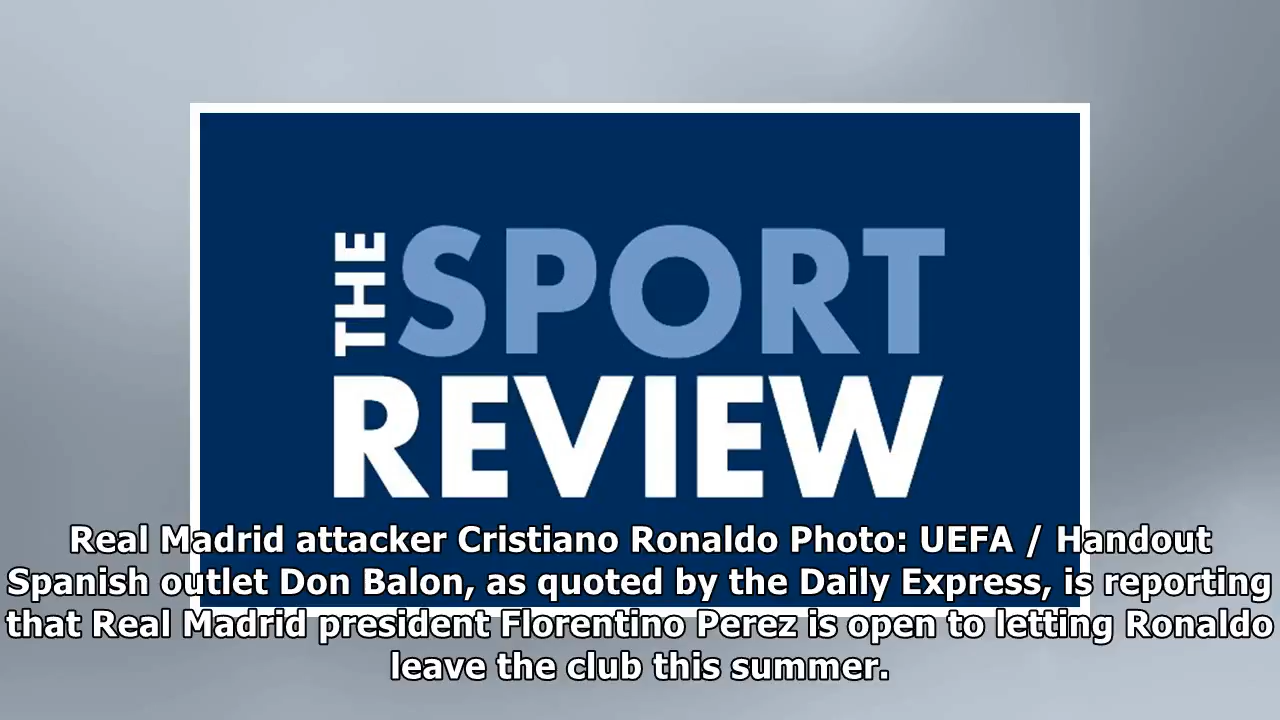 THE SPORT
REVIEW
Real Madrid attacker Cristiano Ronaldo Photo: UEFA / Handout
Spanish outlet Don Balon, as quoted by the Daily Express, is reporting
that Real Madrid president Florentino Perez is open to letting Ronaldo
leave the club this summer.